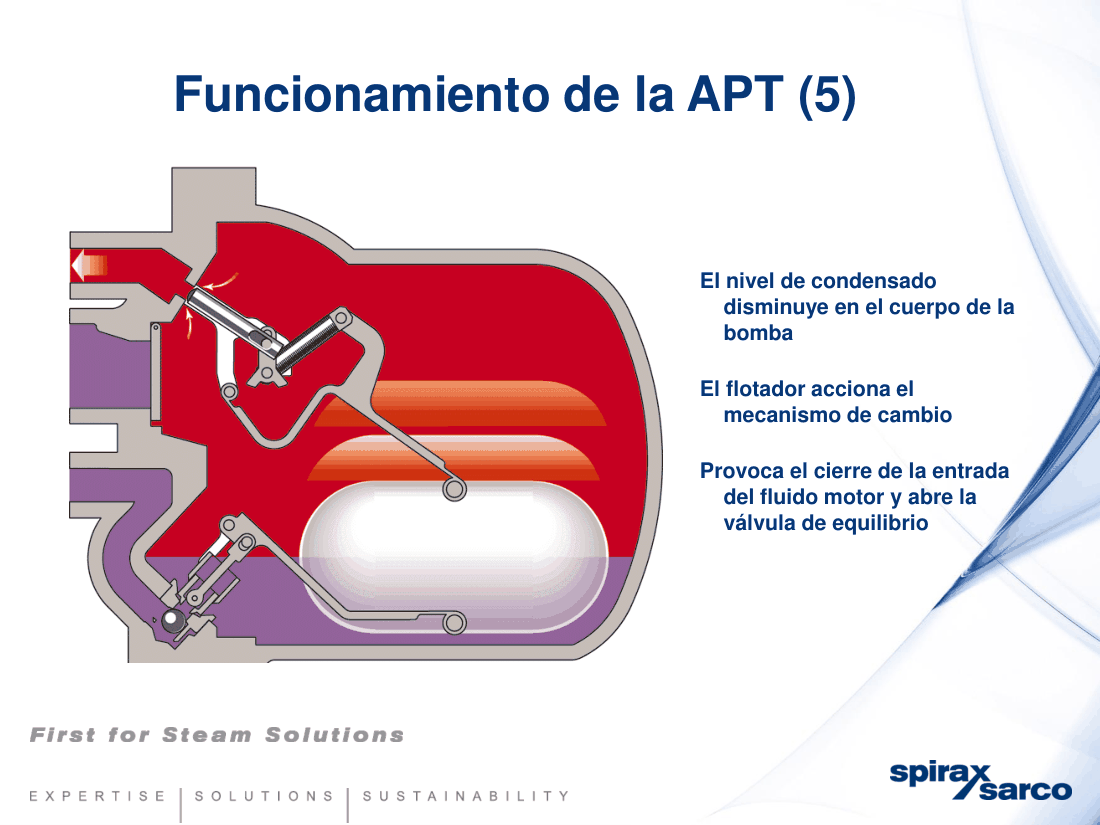 Funcionamiento de la APT (5)
El nivel de condensado
disminuye en el cuerpo de la
bomba
El flotador acciona el
mecanismo de cambio
Provoca el cierre de la entrada
del fluido motor y abre la
válvula de equilibrio
First for Steam Solutions
EXPERTISE SOLUTIONS SUSTAINABILITY
spirax
sarco